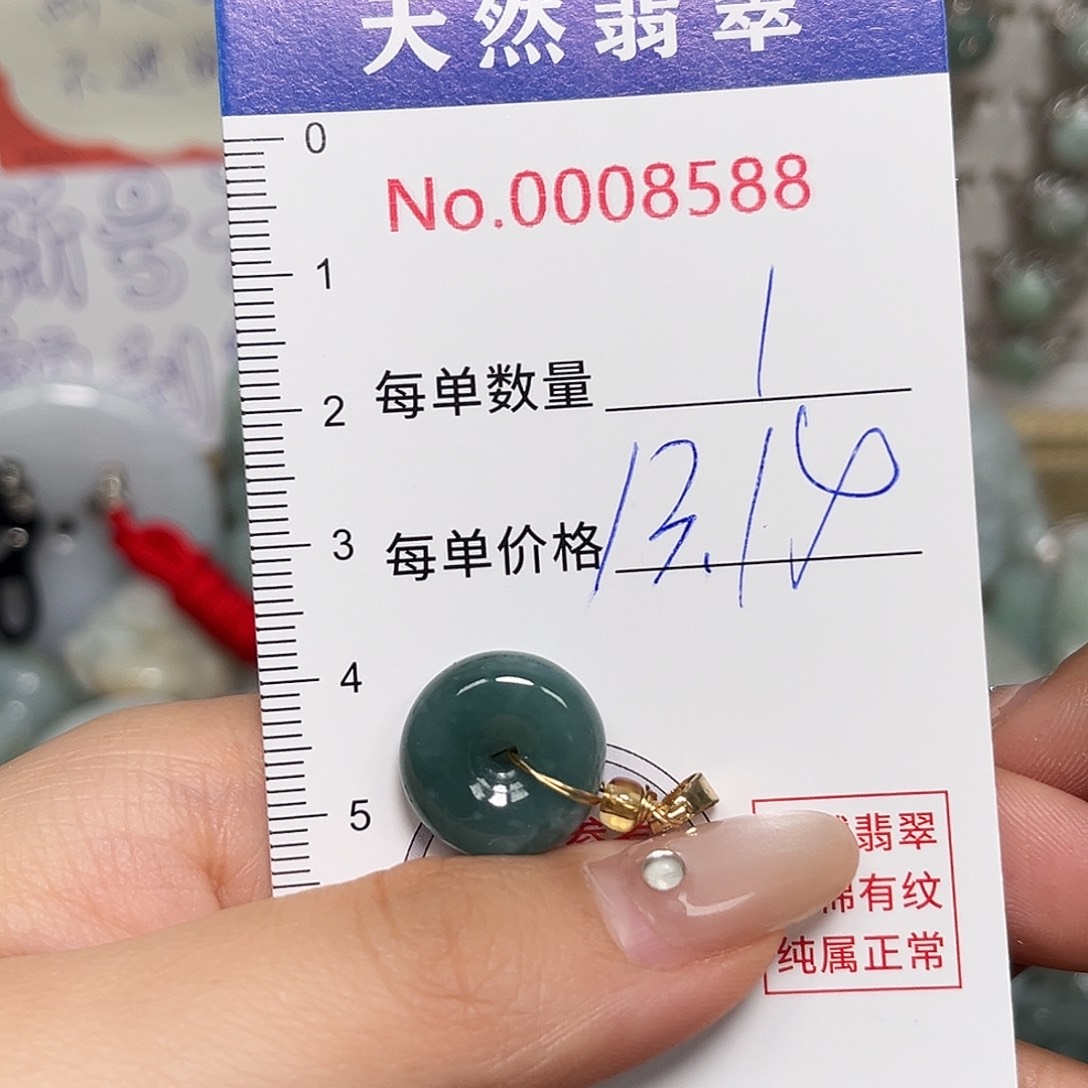 天然翡翠
0
No.0008588
1
2 每单数量 1
3 每单价格 13.14
4
5
翡翠
棉有纹
纯属正常